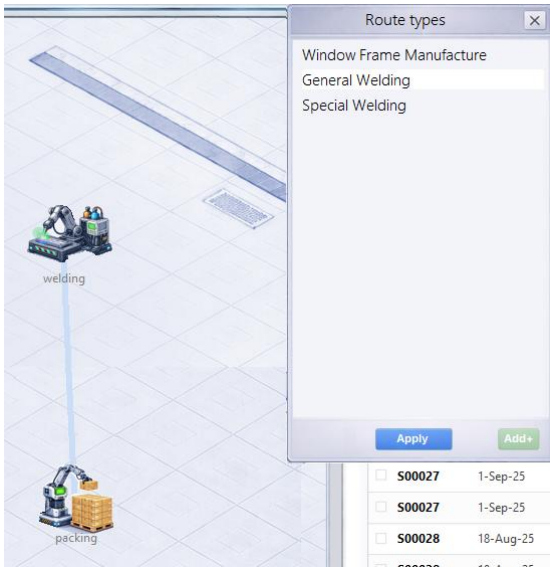 Route types
Window Frame Manufacture
General Welding
Special Welding
welding
Apply
Add+
S00027 1-Sep-25
S00027 1-Sep-25
S00028 18-Aug-25
packing